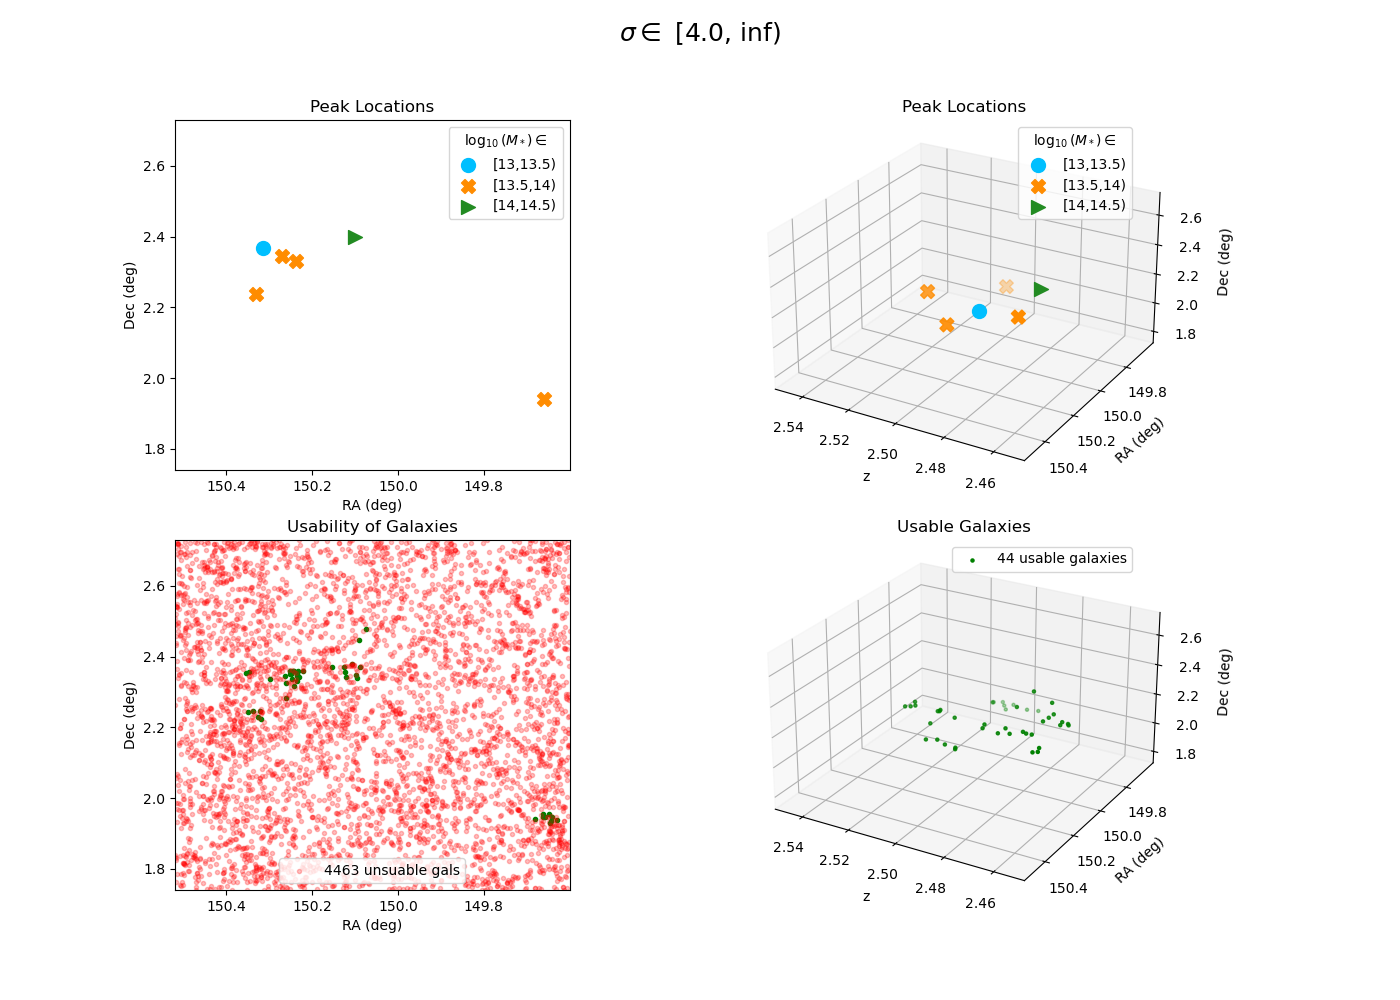 σ ∈ [4.0, inf)
Peak Locations
log₁₀(M*) ∈
[13,13.5)
[13.5,14)
[14,14.5)
2.6
2.4
2.2
2.0
1.8
Dec (deg)
150.4 150.2 150.0 149.8
RA (deg)
Peak Locations
log₁₀(M*) ∈
[13,13.5)
[13.5,14)
[14,14.5)
2.6
2.4
2.2
2.0
1.8
Dec (deg)
149.8
150.0
150.2
150.4
RA (deg)
2.54
2.52
2.50
2.48
2.46
z
Usability of Galaxies
2.6
2.4
2.2
2.0
1.8
Dec (deg)
4463 unsuable gals
150.4 150.2 150.0 149.8
RA (deg)
Usable Galaxies
44 usable galaxies
2.6
2.4
2.2
2.0
1.8
Dec (deg)
149.8
150.0
150.2
150.4
RA (deg)
2.54
2.52
2.50
2.48
2.46
z